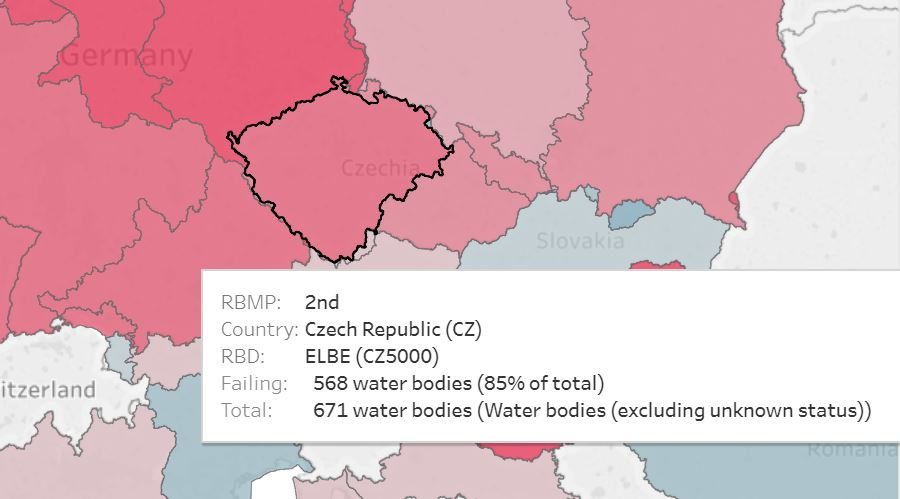 Germany
Czechia
Slovakia
RBMP: 2nd
Country: Czech Republic (CZ)
RBD: ELBE (CZ5000)
Failing: 568 water bodies (85% of total)
itzerland
Total: 671 water bodies (Water bodies (excluding unknown status))
Romania